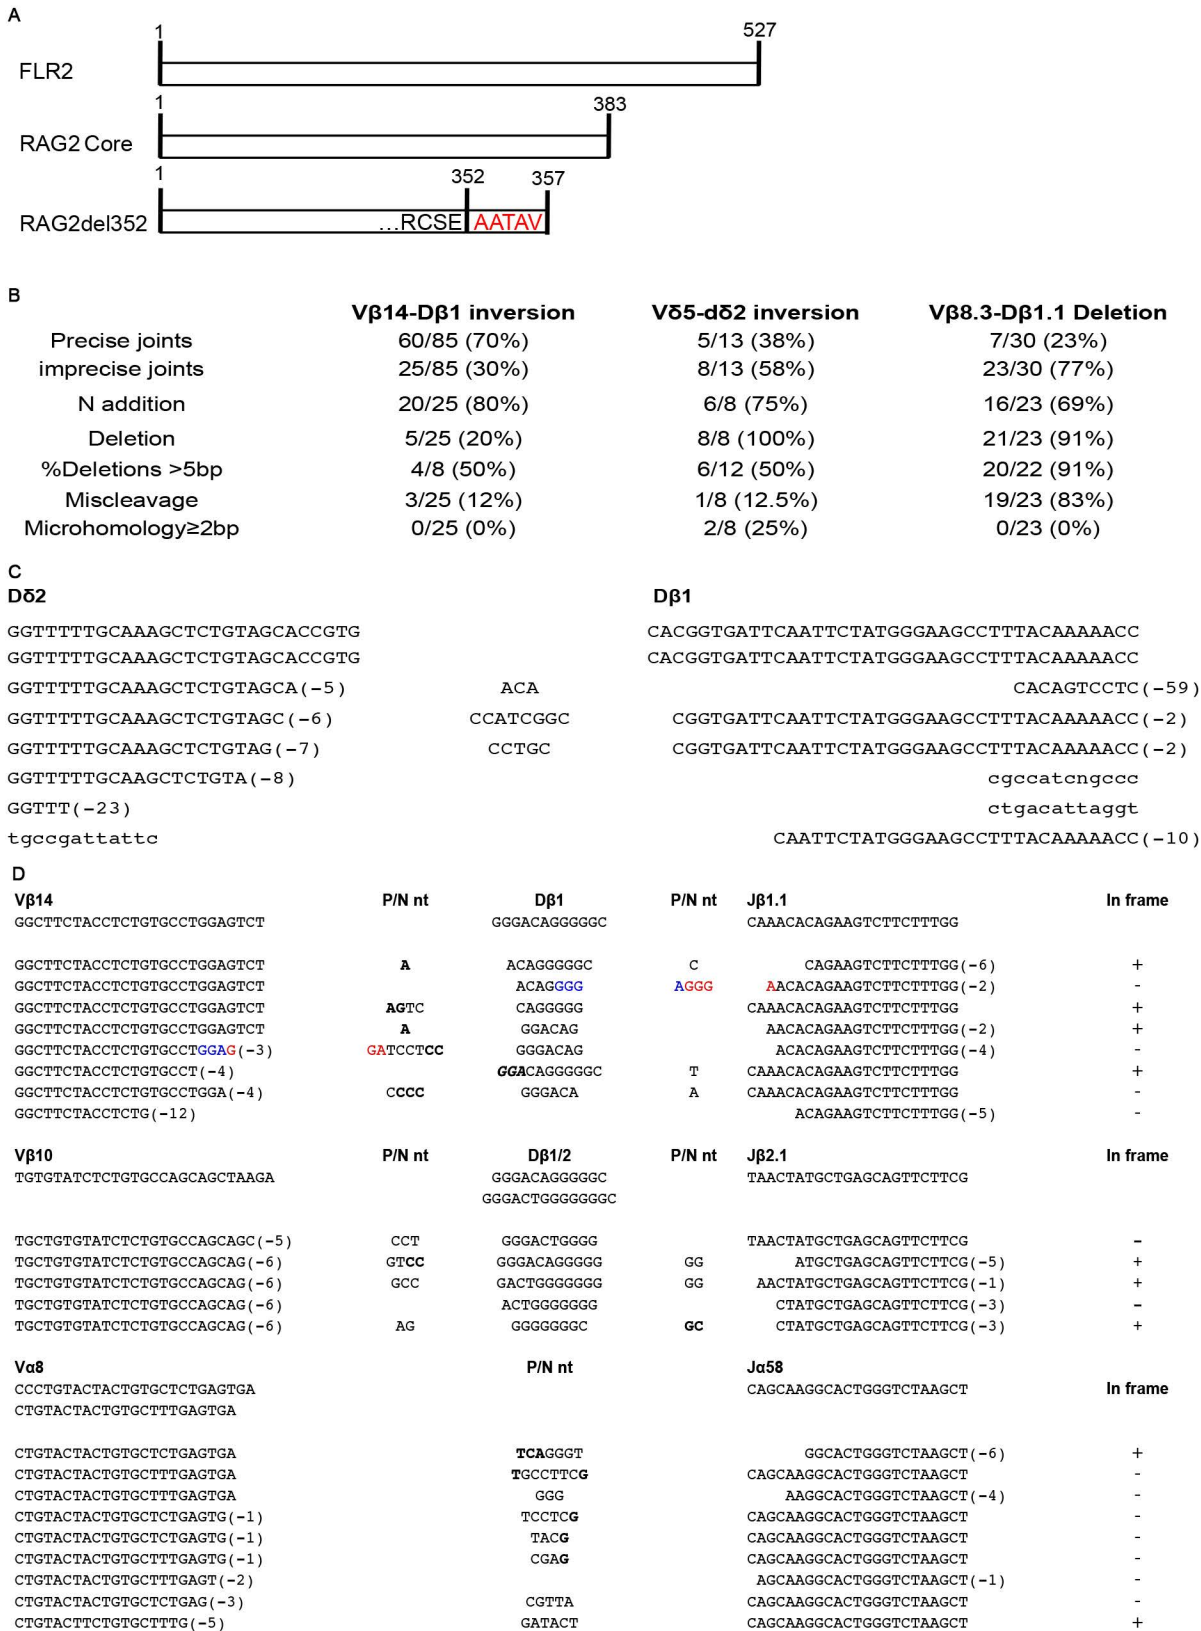 A
1 527
FLR2
1 383
RAG2 Core
1 352 357
RAG2del352 ...RCSE AATAV
B
Vβ14-Dβ1 inversion Vδ5-dδ2 inversion Vβ8.3-Dβ1.1 Deletion
Precise joints 60/85 (70%) 5/13 (38%) 7/30 (23%)
imprecise joints 25/85 (30%) 8/13 (58%) 23/30 (77%)
N addition 20/25 (80%) 6/8 (75%) 16/23 (69%)
Deletion 5/25 (20%) 8/8 (100%) 21/23 (91%)
%Deletions >5bp 4/8 (50%) 6/12 (50%) 20/22 (91%)
Miscleavage 3/25 (12%) 1/8 (12.5%) 19/23 (83%)
Microhomology≥2bp 0/25 (0%) 2/8 (25%) 0/23 (0%)
C
Dδ2 Dβ1
GGTTTTTGCAAAGCTCTGTAGCACCGTG CACGGTGATTCAATTCTATGGGAAGCCTTTACAAAAACC
GGTTTTTGCAAAGCTCTGTAGCACCGTG CACGGTGATTCAATTCTATGGGAAGCCTTTACAAAAACC
GGTTTTTGCAAAGCTCTGTAGCA(-5) ACA CACAGTCCTC(-59)
GGTTTTTGCAAAGCTCTGTAGC(-6) CCATCGGC CGGTGATTCAATTCTATGGGAAGCCTTTACAAAAACC(-2)
GGTTTTTGCAAAGCTCTGTAG(-7) CCTGC CGGTGATTCAATTCTATGGGAAGCCTTTACAAAAACC(-2)
GGTTTTTGCAAGCTCTGTA(-8) cgccatcngccc
GGTTT(-23) ctgacattaggt
tgccgattattc CAATTCTATGGGAAGCCTTTACAAAAACC(-10)
D
Vβ14 P/N nt Dβ1 P/N nt Jβ1.1 In frame
GGCTTCTACCTCTGTGCCTGGAGTCT GGGACAGGGGGC CAAACACAGAAGTCTTCTTTGG
GGCTTCTACCTCTGTGCCTGGAGTCT A ACAGGGGGC C CAGAAGTCTTCTTTGG(-6) +
GGCTTCTACCTCTGTGCCTGGAGTCT ACAGGGG AGGG AACACAGAAGTCTTCTTTGG(-2) -
GGCTTCTACCTCTGTGCCTGGAGTCT AGTC CAGGGGG CAAACACAGAAGTCTTCTTTGG +
GGCTTCTACCTCTGTGCCTGGAGTCT A GGACAG AACACAGAAGTCTTCTTTGG(-2) +
GGCTTCTACCTCTGTGCCTGGAG(-3) GATCCTCC GGGACAG ACACAGAAGTCTTCTTTGG(-4) -
GGCTTCTACCTCTGTGCCT(-4) GGACAGGGGGC T CAAACACAGAAGTCTTCTTTGG +
GGCTTCTACCTCTGTGCCTGGA(-4) CCCC GGGACA A CAAACACAGAAGTCTTCTTTGG -
GGCTTCTACCTCTG(-12) ACAGAAGTCTTCTTTGG(-5) -
Vβ10 P/N nt Dβ1/2 P/N nt Jβ2.1 In frame
TGTGTATCTCTGTGCCAGCAGCTAAGA GGGACAGGGGGC TAACTATGCTGAGCAGTTCTTCG
GGGACTGGGGGGGC
TGCTGTGTATCTCTGTGCCAGCAGC(-5) CCT GGGACTGGGG TAACTATGCTGAGCAGTTCTTCG -
TGCTGTGTATCTCTGTGCCAGCAG(-6) GTCC GGGACAGGGGG GG ATGCTGAGCAGTTCTTCG(-5) +
TGCTGTGTATCTCTGTGCCAGCAG(-6) GCC GACTGGGGGGG GG AACTATGCTGAGCAGTTCTTCG(-1) +
TGCTGTGTATCTCTGTGCCAGCAG(-6) ACTGGGGGGG CTATGCTGAGCAGTTCTTCG(-3) -
TGCTGTGTATCTCTGTGCCAGCAG(-6) AG GGGGGGGC GC CTATGCTGAGCAGTTCTTCG(-3) +
Vα8 P/N nt Jα58
CCCTGTACTACTGTGCTCTGAGTGA CAGCAAGGCACTGGGTCTAAGCT In frame
CTGTACTACTGTGCTTTGAGTGA
CTGTACTACTGTGCTCTGAGTGA TCAGGGT GGCACTGGGTCTAAGCT(-6) +
CTGTACTACTGTGCTTTGAGTGA TGCCTTCG CAGCAAGGCACTGGGTCTAAGCT -
CTGTACTACTGTGCTTTGAGTGA GGG AAGGCACTGGGTCTAAGCT(-4) -
CTGTACTACTGTGCTCTGAGTG(-1) TCCTCG CAGCAAGGCACTGGGTCTAAGCT -
CTGTACTACTGTGCTCTGAGTG(-1) TACG CAGCAAGGCACTGGGTCTAAGCT -
CTGTACTACTGTGCTTTGAGTG(-1) CGAG CAGCAAGGCACTGGGTCTAAGCT -
CTGTACTACTGTGCTTTGAGT(-2) AGCAAGGCACTGGGTCTAAGCT(-1) -
CTGTACTACTGTGCTCTGAG(-3) CGTTA CAGCAAGGCACTGGGTCTAAGCT -
CTGTACTTCTGTGCTTTG(-5) GATACT CAGCAAGGCACTGGGTCTAAGCT +